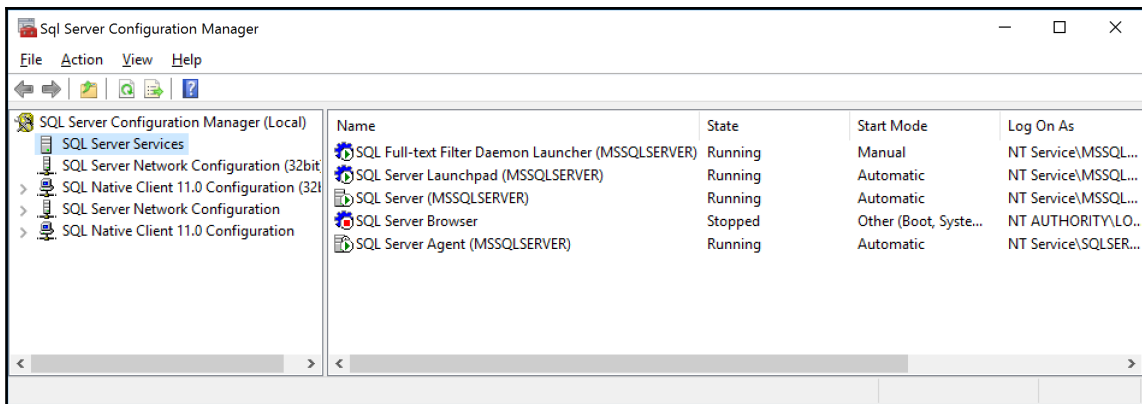 Sql Server Configuration Manager
File Action View Help
SQL Server Configuration Manager (Local)
SQL Server Services
SQL Server Network Configuration (32bit
SQL Native Client 11.0 Configuration (32l
SQL Server Network Configuration
SQL Native Client 11.0 Configuration
Name State Start Mode Log On As
SQL Full-text Filter Daemon Launcher (MSSQLSERVER) Running Manual NT Service\MSSQL...
SQL Server Launchpad (MSSQLSERVER) Running Automatic NT Service\MSSQL...
SQL Server (MSSQLSERVER) Running Automatic NT Service\MSSQL...
SQL Server Browser Stopped Other (Boot, Syste... NT AUTHORITY\LO...
SQL Server Agent (MSSQLSERVER) Running Automatic NT Service\SQLSER...